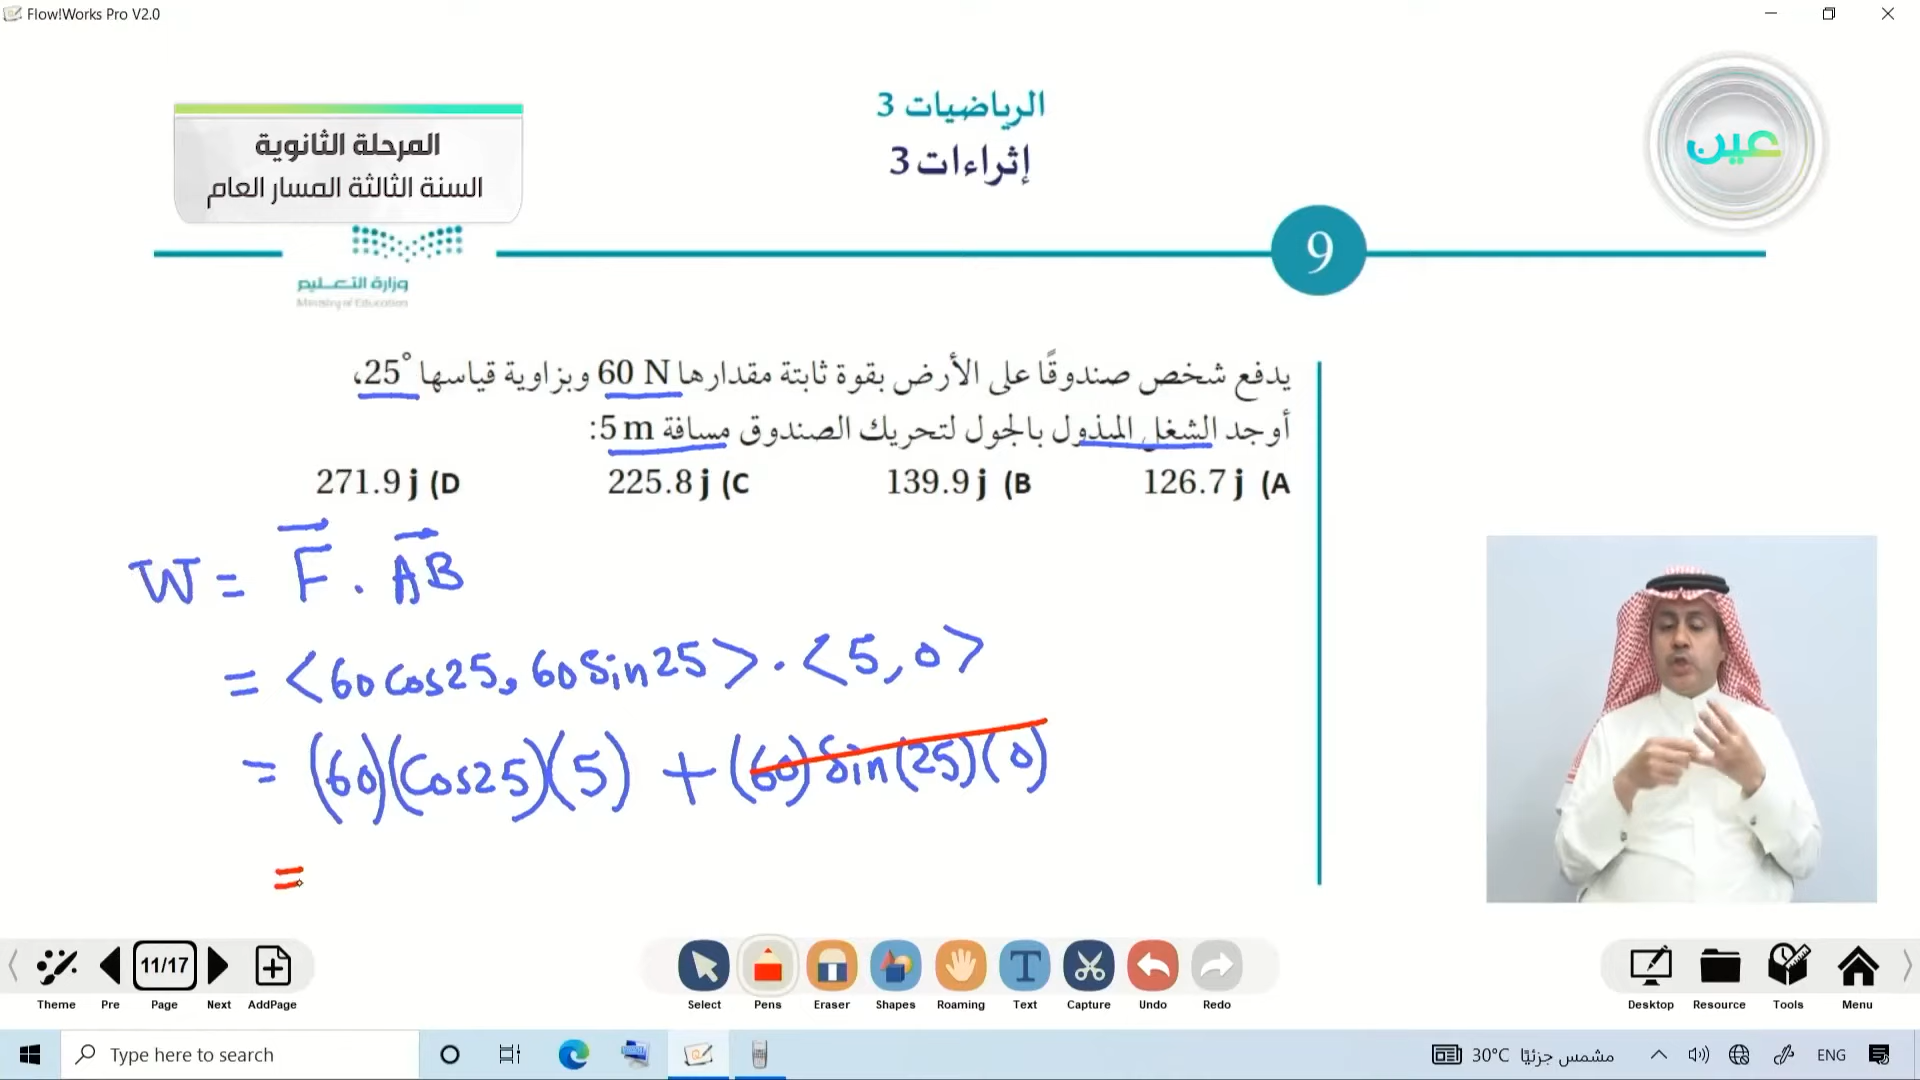 Flow!Works Pro V2.0
الرياضيات 3
إثراءات 3
المرحلة الثانوية
السنة الثالثة المسار العام
عين
وزارة التعليم
Ministry of Education
9
يدفع شخص صندوقًا على الأرض بقوة ثابتة مقدارها 60 N وبزاوية قياسها 25°،
أوجد الشغل المبذول بالجول لتحريك الصندوق مسافة 5 m:
126.7 j (A 139.9 j (B 225.8 j (C 271.9 j (D
W = F . AB
= <60 cos25, 60 sin25> . <5, 0>
= (60)(cos25)(5) + (60) sin(25)(0)
=
Theme Pre 11/17 Page Next AddPage Select Pens Eraser Shapes Roaming T Text Capture Undo Redo Desktop Resource Tools Menu
Type here to search 30°C مشمس جزئيًا ENG